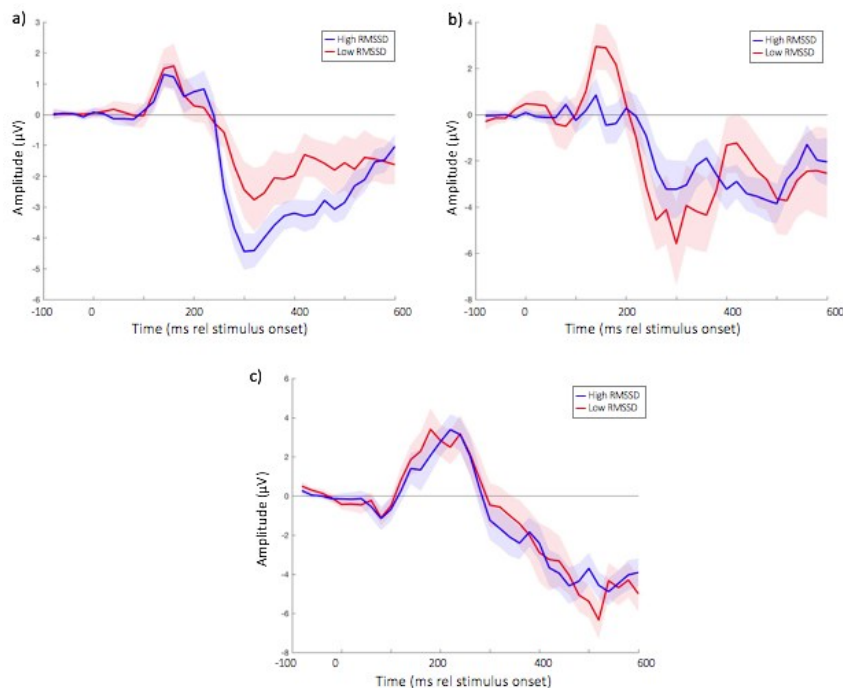 a)
High RMSSD
Low RMSSD
Amplitude (µV)
3
2
1
0
-1
-2
-3
-4
-5
-6
-100 0 200 400 600
Time (ms rel stimulus onset)
b)
High RMSSD
Low RMSSD
Amplitude (µV)
4
2
0
-2
-4
-6
-8
-100 0 200 400 600
Time (ms rel stimulus onset)
c)
High RMSSD
Low RMSSD
Amplitude (µV)
6
4
2
0
-2
-4
-6
-8
-100 0 200 400 600
Time (ms rel stimulus onset)